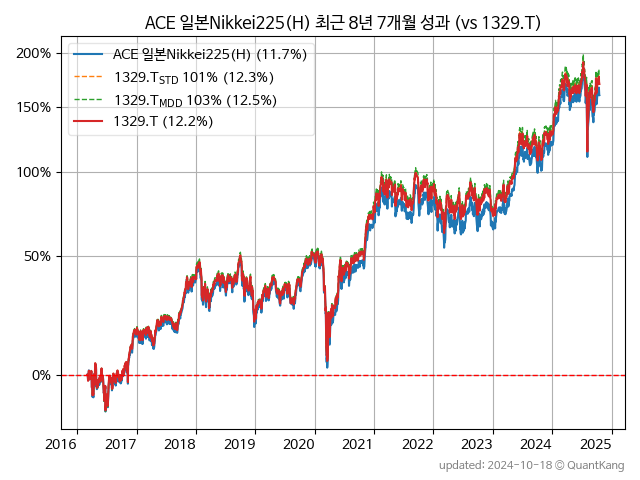 ACE 일본Nikkei225(H) 최근 8년 7개월 성과 (vs 1329.T)
200%
150%
100%
50%
0%
ACE 일본Nikkei225(H) (11.7%)
1329.T_STD 101% (12.3%)
1329.T_MDD 103% (12.5%)
1329.T (12.2%)
2016 2017 2018 2019 2020 2021 2022 2023 2024 2025
updated: 2024-10-18 © QuantKang